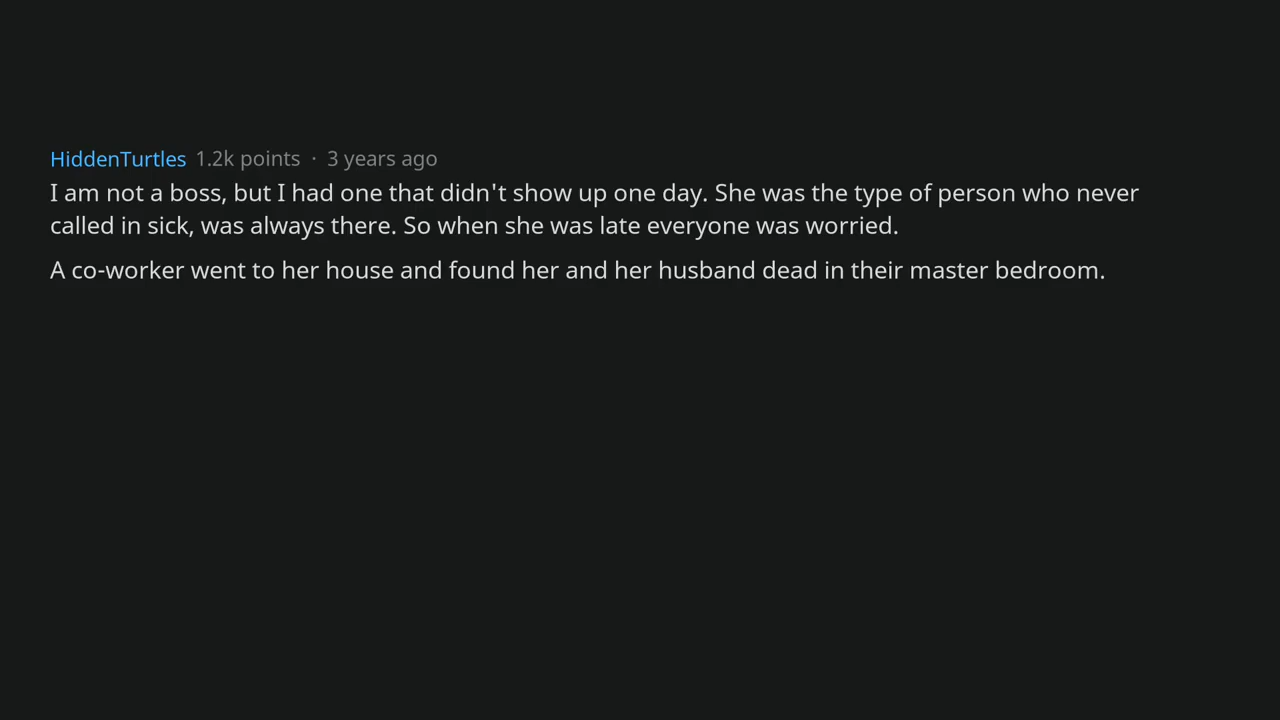 HiddenTurtles 1.2k points · 3 years ago
I am not a boss, but I had one that didn't show up one day. She was the type of person who never
called in sick, was always there. So when she was late everyone was worried.
A co-worker went to her house and found her and her husband dead in their master bedroom.